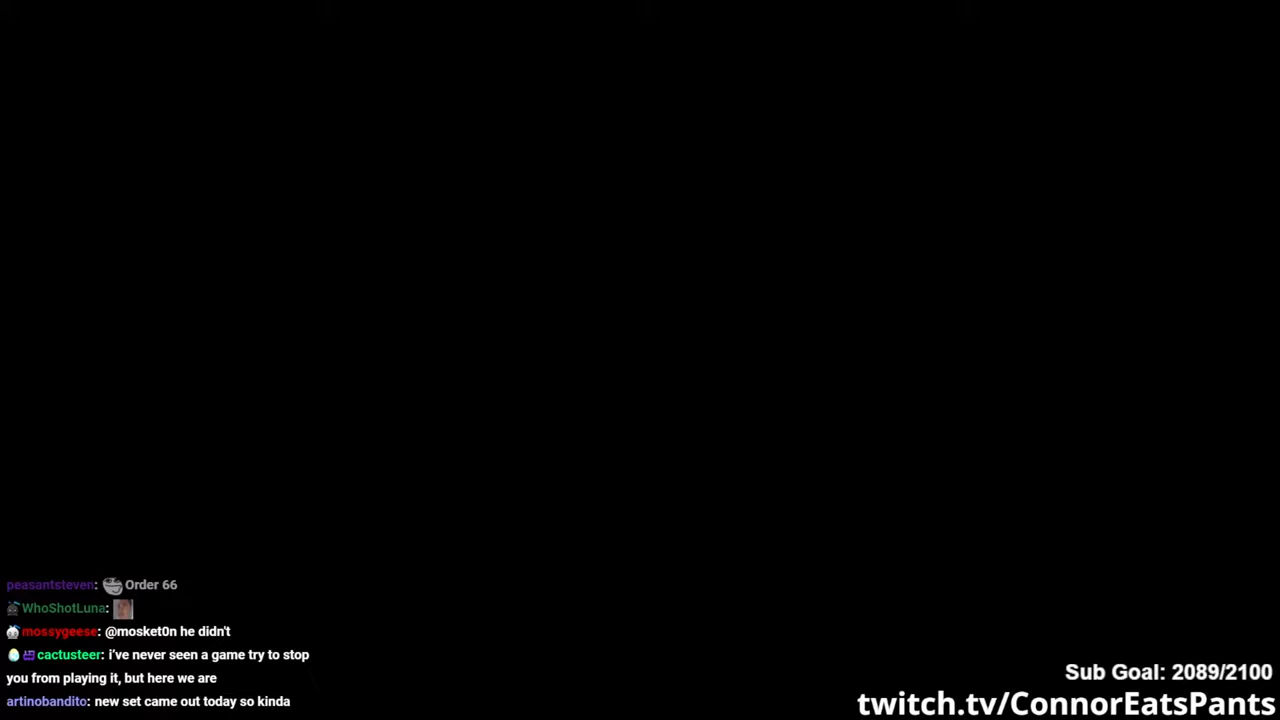 peasantsteven: Order 66
WhoShotLuna:
mossygeese: @mosket0n he didn't
cactusteer: i've never seen a game try to stop
you from playing it, but here we are
artinobandito: new set came out today so kinda
Sub Goal: 2089/2100
twitch.tv/ConnorEatsPants